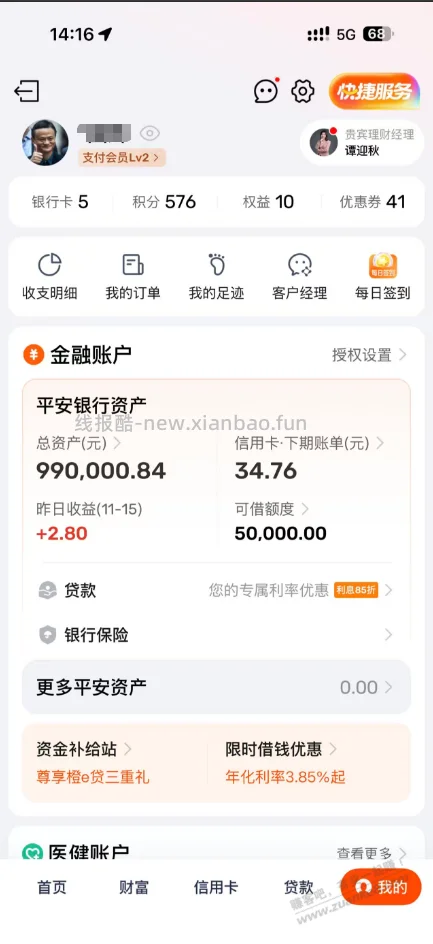 14:16
5G
68
快捷服务
支付会员Lv2 >
贵宾理财经理
谭迎秋
银行卡 5 积分 576 权益 10 优惠券 41
每日签到
收支明细 我的订单 我的足迹 客户经理 每日签到
金融账户 授权设置 >
平安银行资产
线报酷-new.xianbao.fun
总资产(元) > 信用卡·下期账单(元) >
990,000.84 34.76
昨日收益(11-15) 可借额度 >
+2.80 50,000.00
贷款 您的专属利率优惠 利息85折 >
银行保险 >
更多平安资产 0.00 >
资金补给站 > 限时借钱优惠 >
尊享橙e贷三重礼 年化利率3.85%起
医健账户 查看更多 >
首页 财富 信用卡 贷款 我的